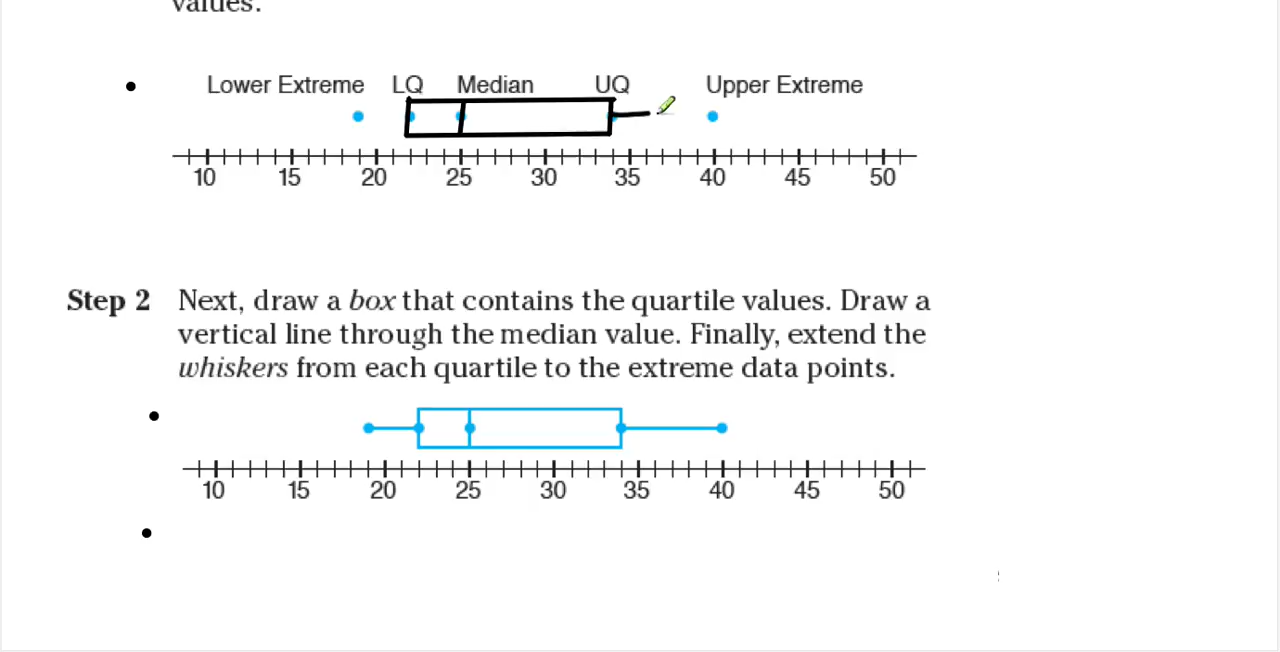 values.
Lower Extreme LQ Median UQ Upper Extreme
10 15 20 25 30 35 40 45 50
Step 2 Next, draw a box that contains the quartile values. Draw a
vertical line through the median value. Finally, extend the
whiskers from each quartile to the extreme data points.
10 15 20 25 30 35 40 45 50